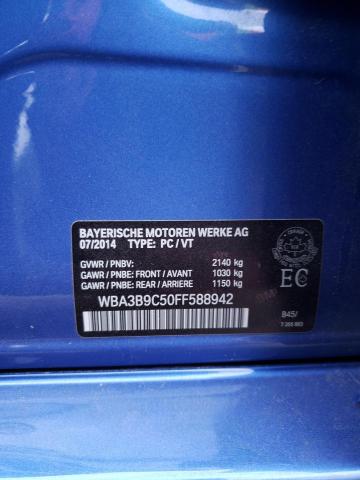 BAYERISCHE MOTOREN WERKE AG
07/2014 TYPE: PC / VT
GVWR / PNBV: 2140 kg
GAWR / PNBE: FRONT / AVANT 1030 kg
GAWR / PNBE: REAR / ARRIERE 1150 kg
WBA3B9C50FF588942
EC
B45/